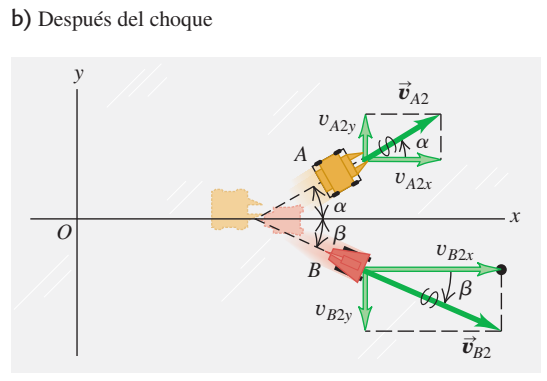 b) Después del choque
y
v⃗A2
vA2y
α
A
vA2x
α
x
O
β
B
vB2x
β
vB2y
v⃗B2